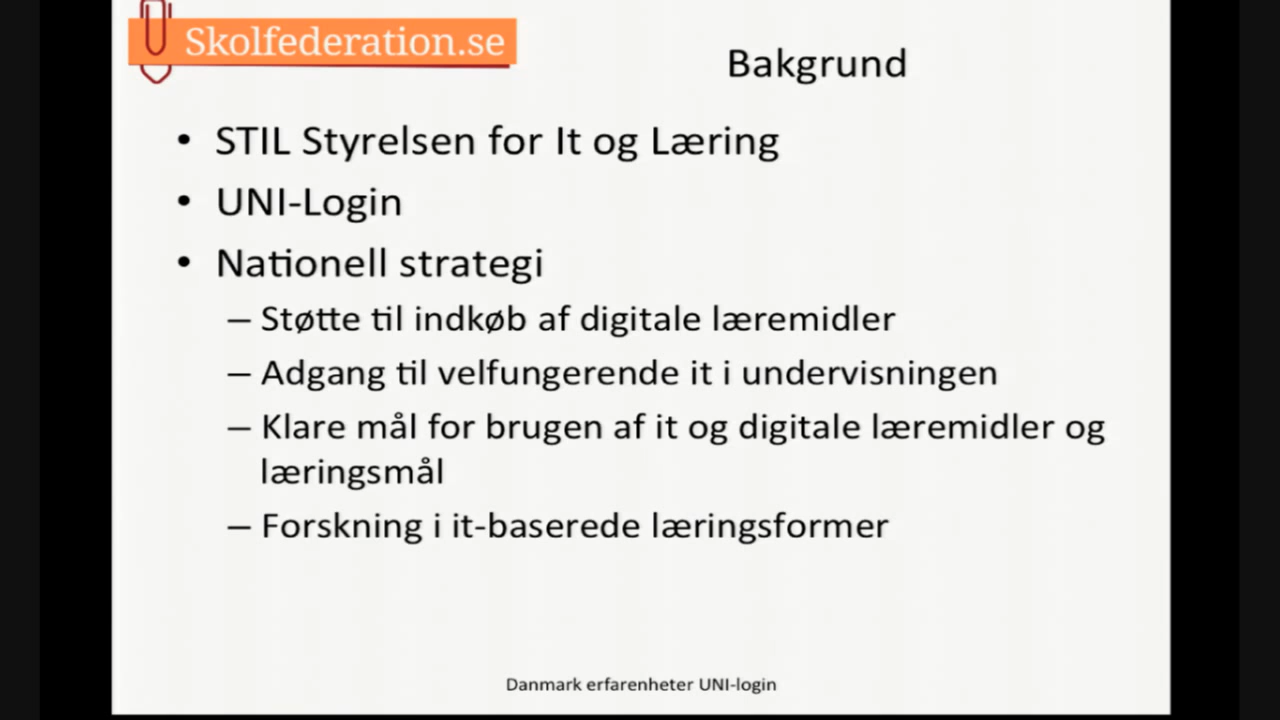 Skolfederation.se
Bakgrund
• STIL Styrelsen for It og Læring
• UNI-Login
• Nationell strategi
– Støtte til indkøb af digitale læremidler
– Adgang til velfungerende it i undervisningen
– Klare mål for brugen af it og digitale læremidler og
læringsmål
– Forskning i it-baserede læringsformer
Danmark erfarenheter UNI-login